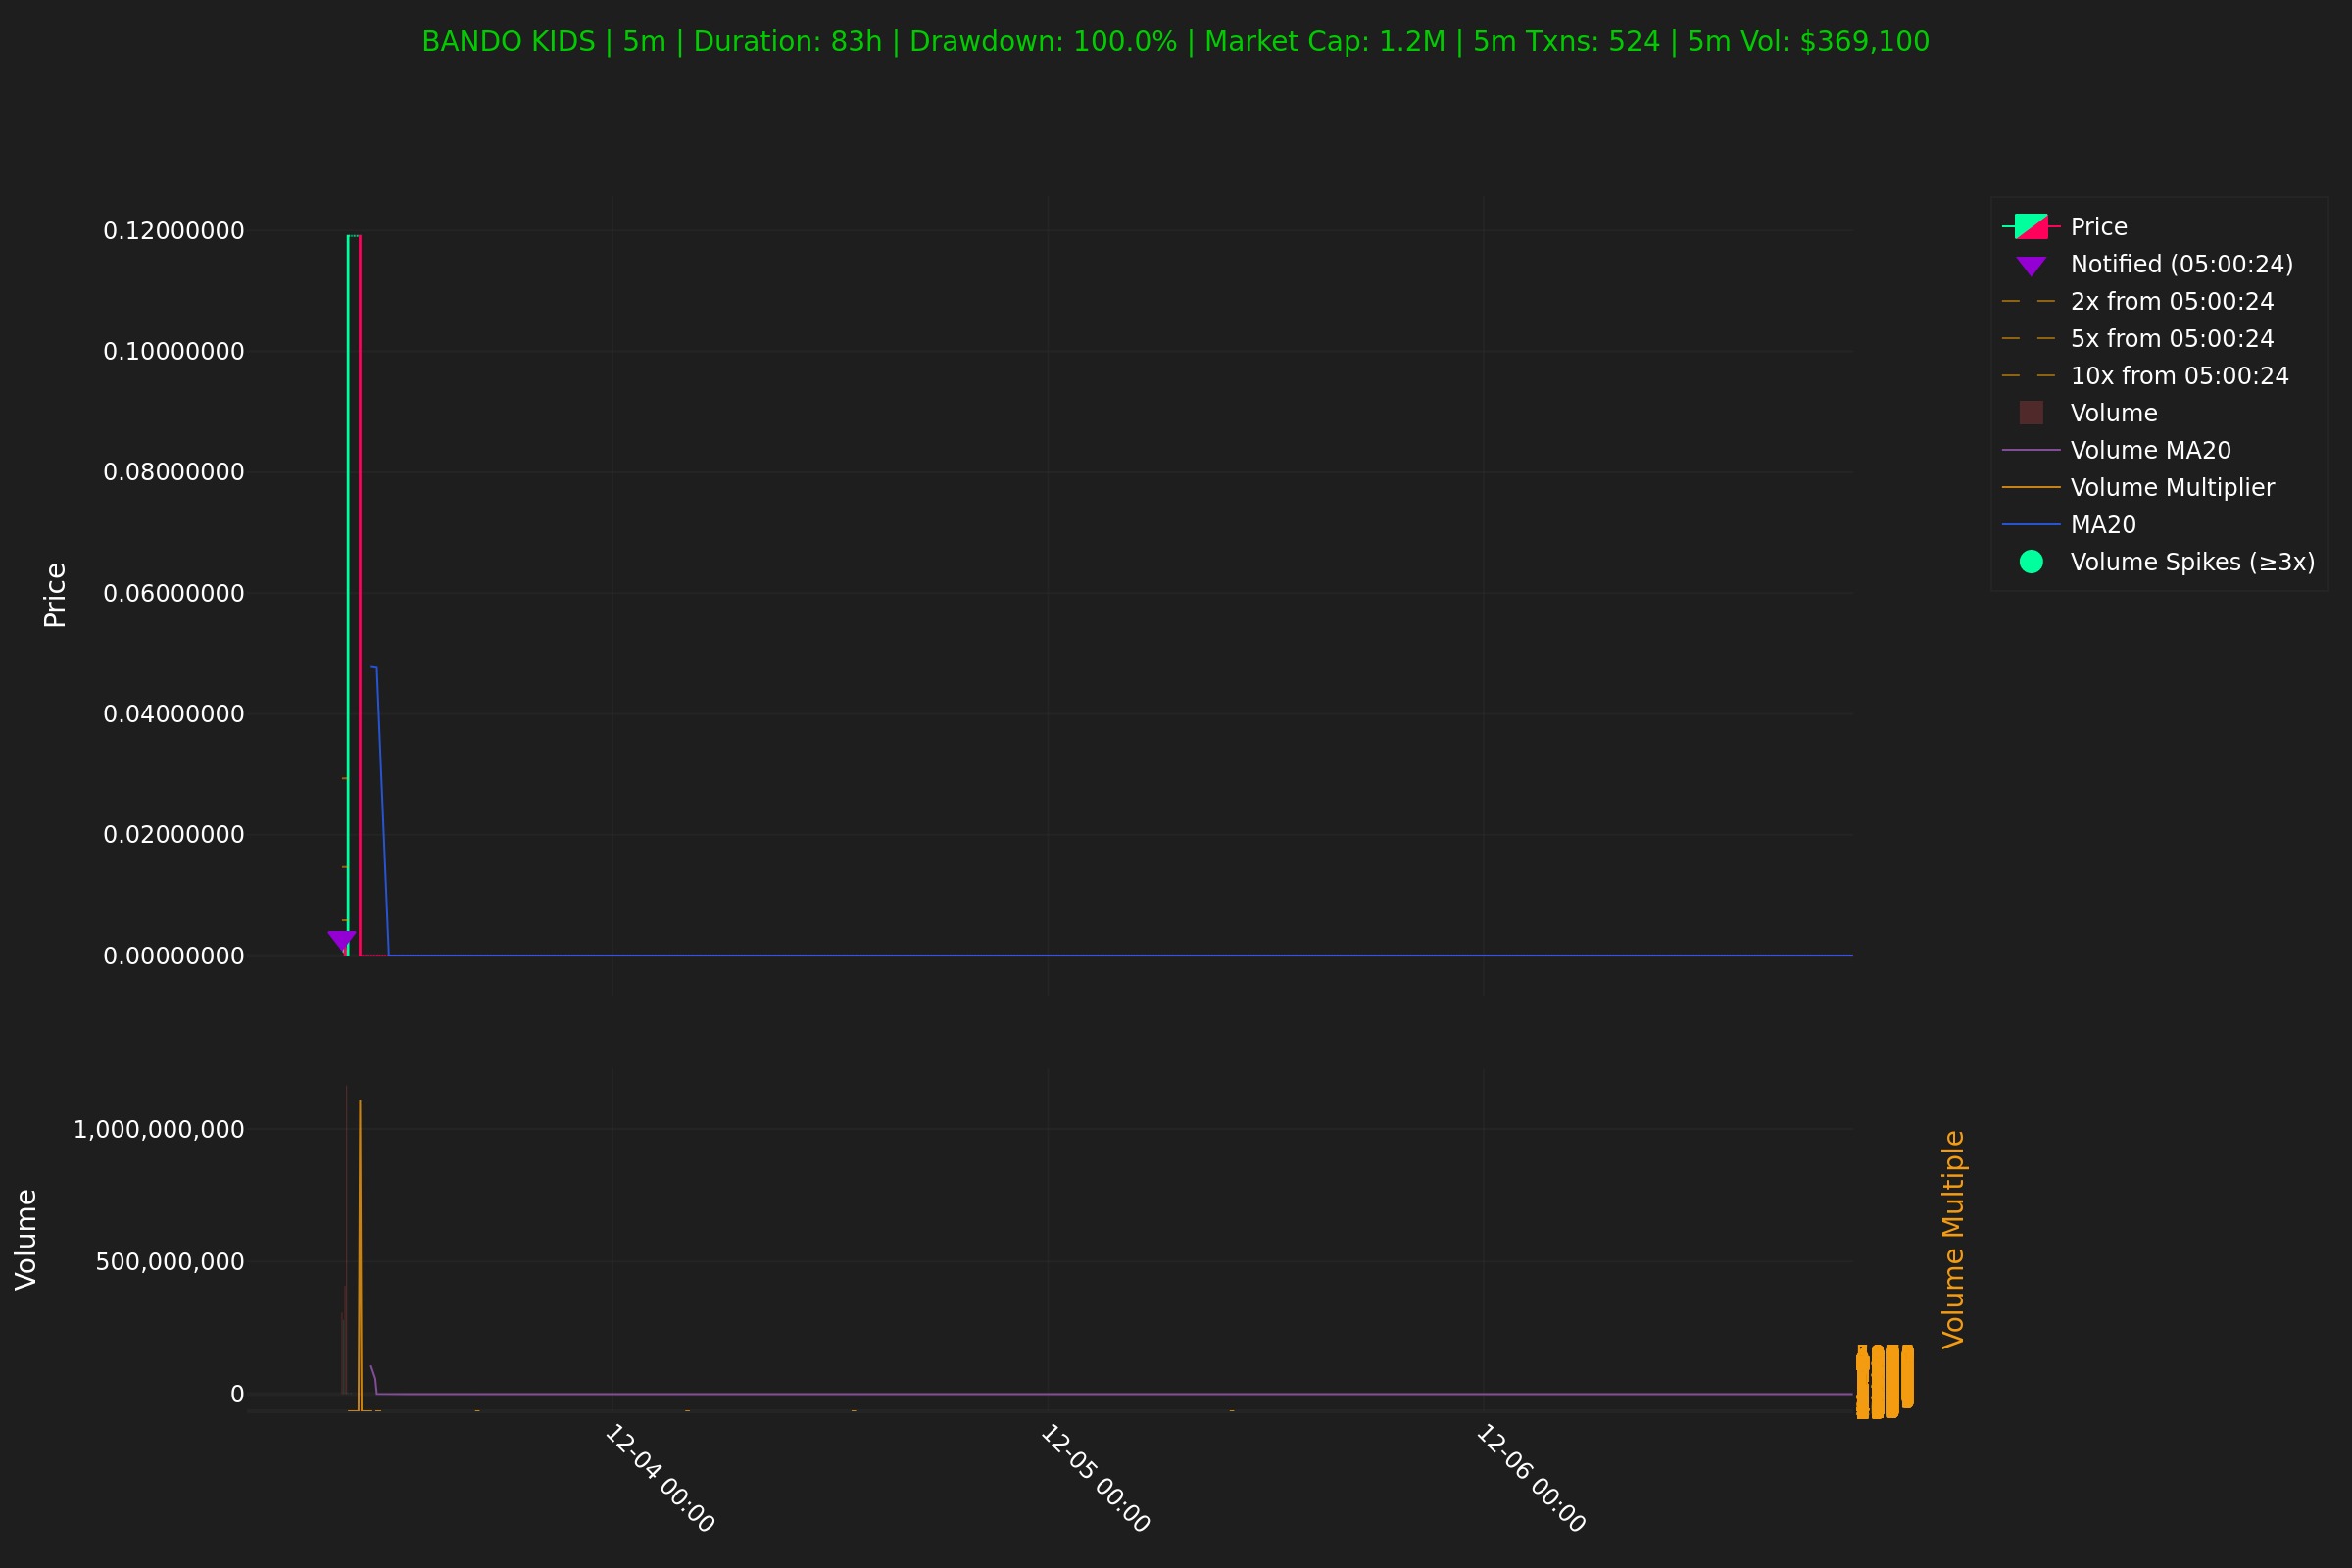 BANDO KIDS | 5m | Duration: 83h | Drawdown: 100.0% | Market Cap: 1.2M | 5m Txns: 524 | 5m Vol: $369,100
Price
0.12000000
0.10000000
0.08000000
0.06000000
0.04000000
0.02000000
0.00000000
Price
Notified (05:00:24)
2x from 05:00:24
5x from 05:00:24
10x from 05:00:24
Volume
Volume MA20
Volume Multiplier
MA20
Volume Spikes (≥3x)
Volume
1,000,000,000
500,000,000
0
Volume Multiple
12-04 00:00
12-05 00:00
12-06 00:00